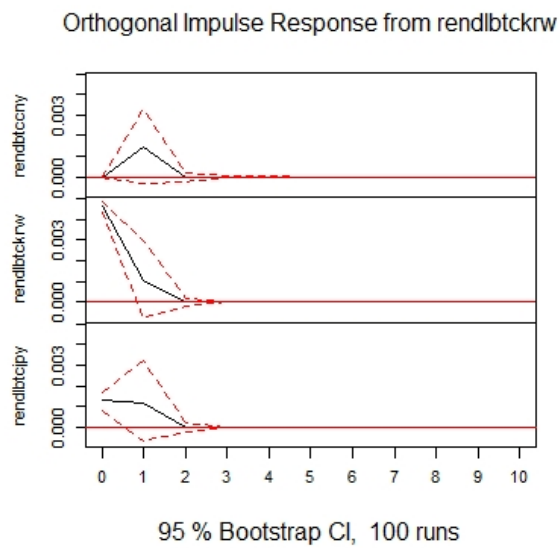 Orthogonal Impulse Response from rendlbtckrw
rendbtccny
0.000 0.003
rendlbtckrw
0.000 0.003
rendlbtcjpy
0.000 0.003
0 1 2 3 4 5 6 7 8 9 10
95 % Bootstrap CI, 100 runs